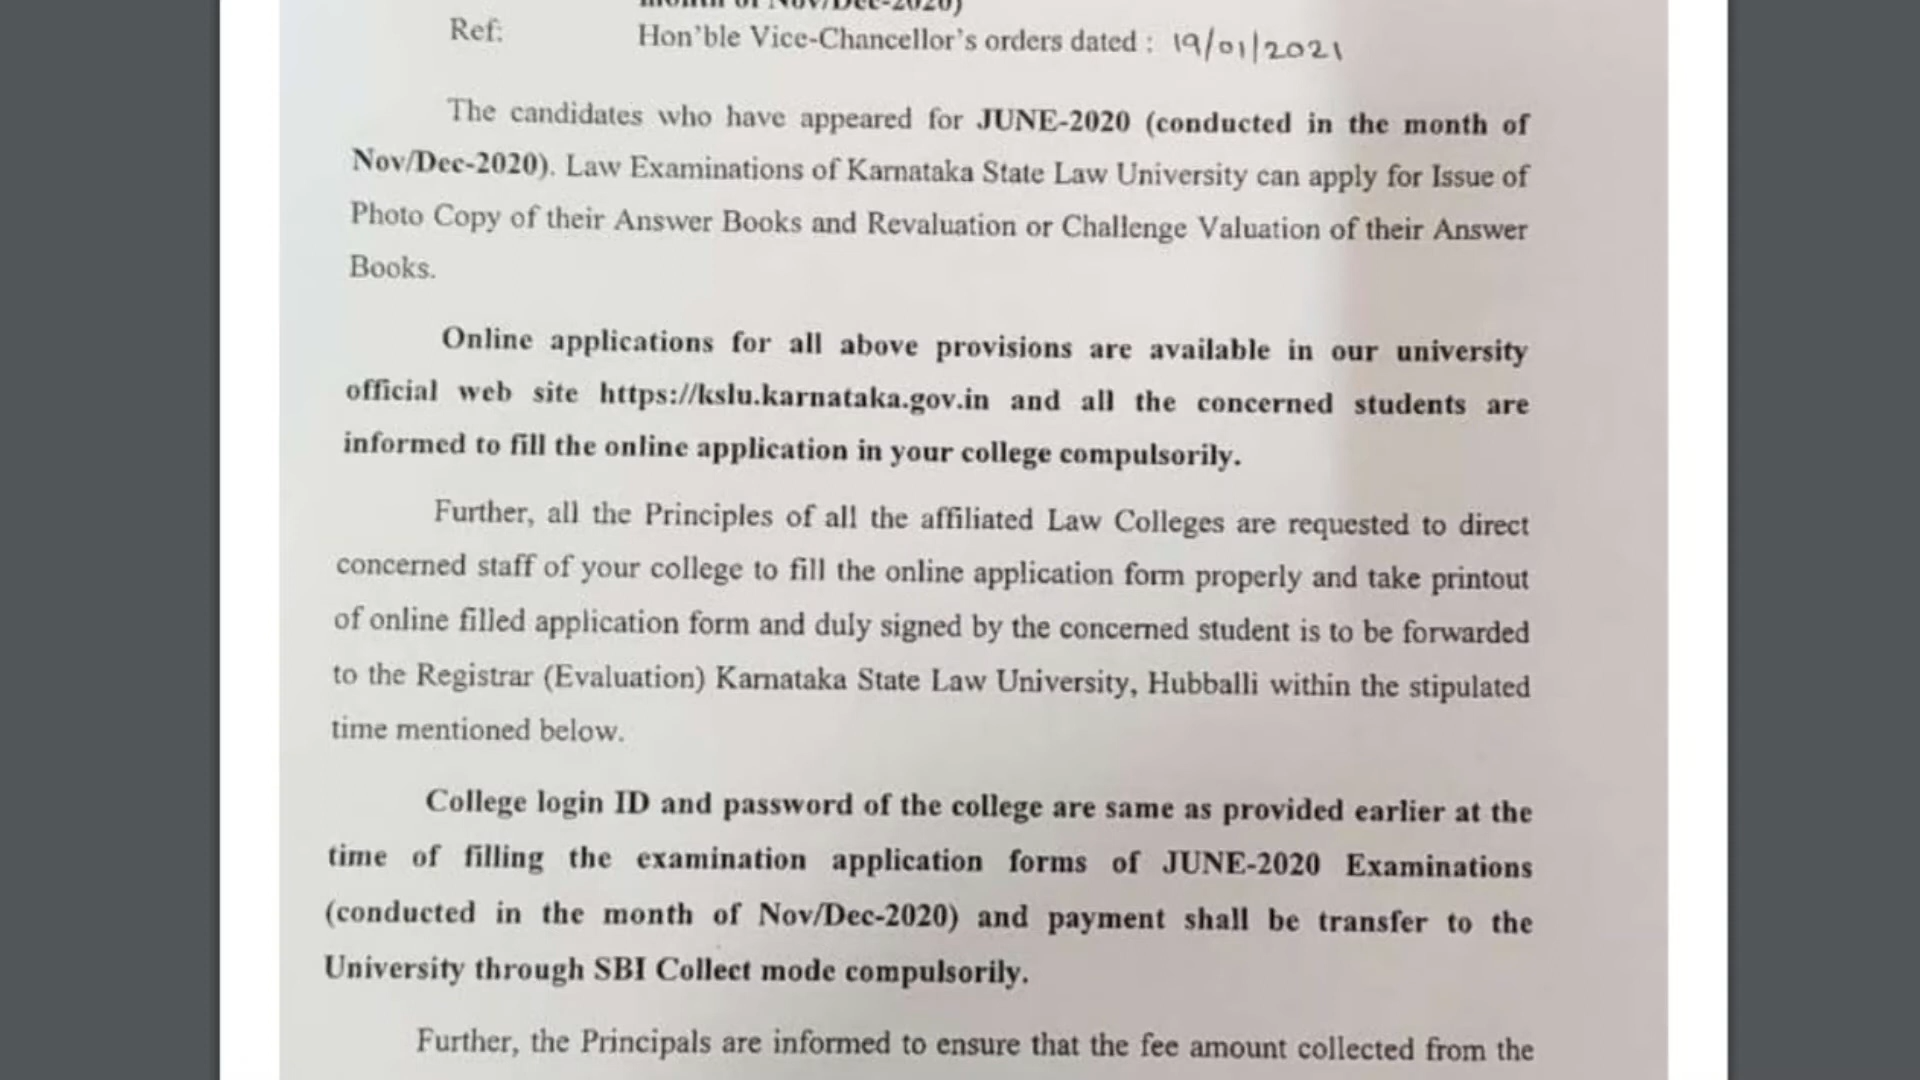 month of Nov/Dec-2020)
Ref: Hon'ble Vice-Chancellor's orders dated : 19/01/2021
The candidates who have appeared for JUNE-2020 (conducted in the month of
Nov/Dec-2020). Law Examinations of Karnataka State Law University can apply for Issue of
Photo Copy of their Answer Books and Revaluation or Challenge Valuation of their Answer
Books.
Online applications for all above provisions are available in our university
official web site https://kslu.karnataka.gov.in and all the concerned students are
informed to fill the online application in your college compulsorily.
Further, all the Principles of all the affiliated Law Colleges are requested to direct
concerned staff of your college to fill the online application form properly and take printout
of online filled application form and duly signed by the concerned student is to be forwarded
to the Registrar (Evaluation) Karnataka State Law University, Hubballi within the stipulated
time mentioned below.
College login ID and password of the college are same as provided earlier at the
time of filling the examination application forms of JUNE-2020 Examinations
(conducted in the month of Nov/Dec-2020) and payment shall be transfer to the
University through SBI Collect mode compulsorily.
Further, the Principals are informed to ensure that the fee amount collected from the